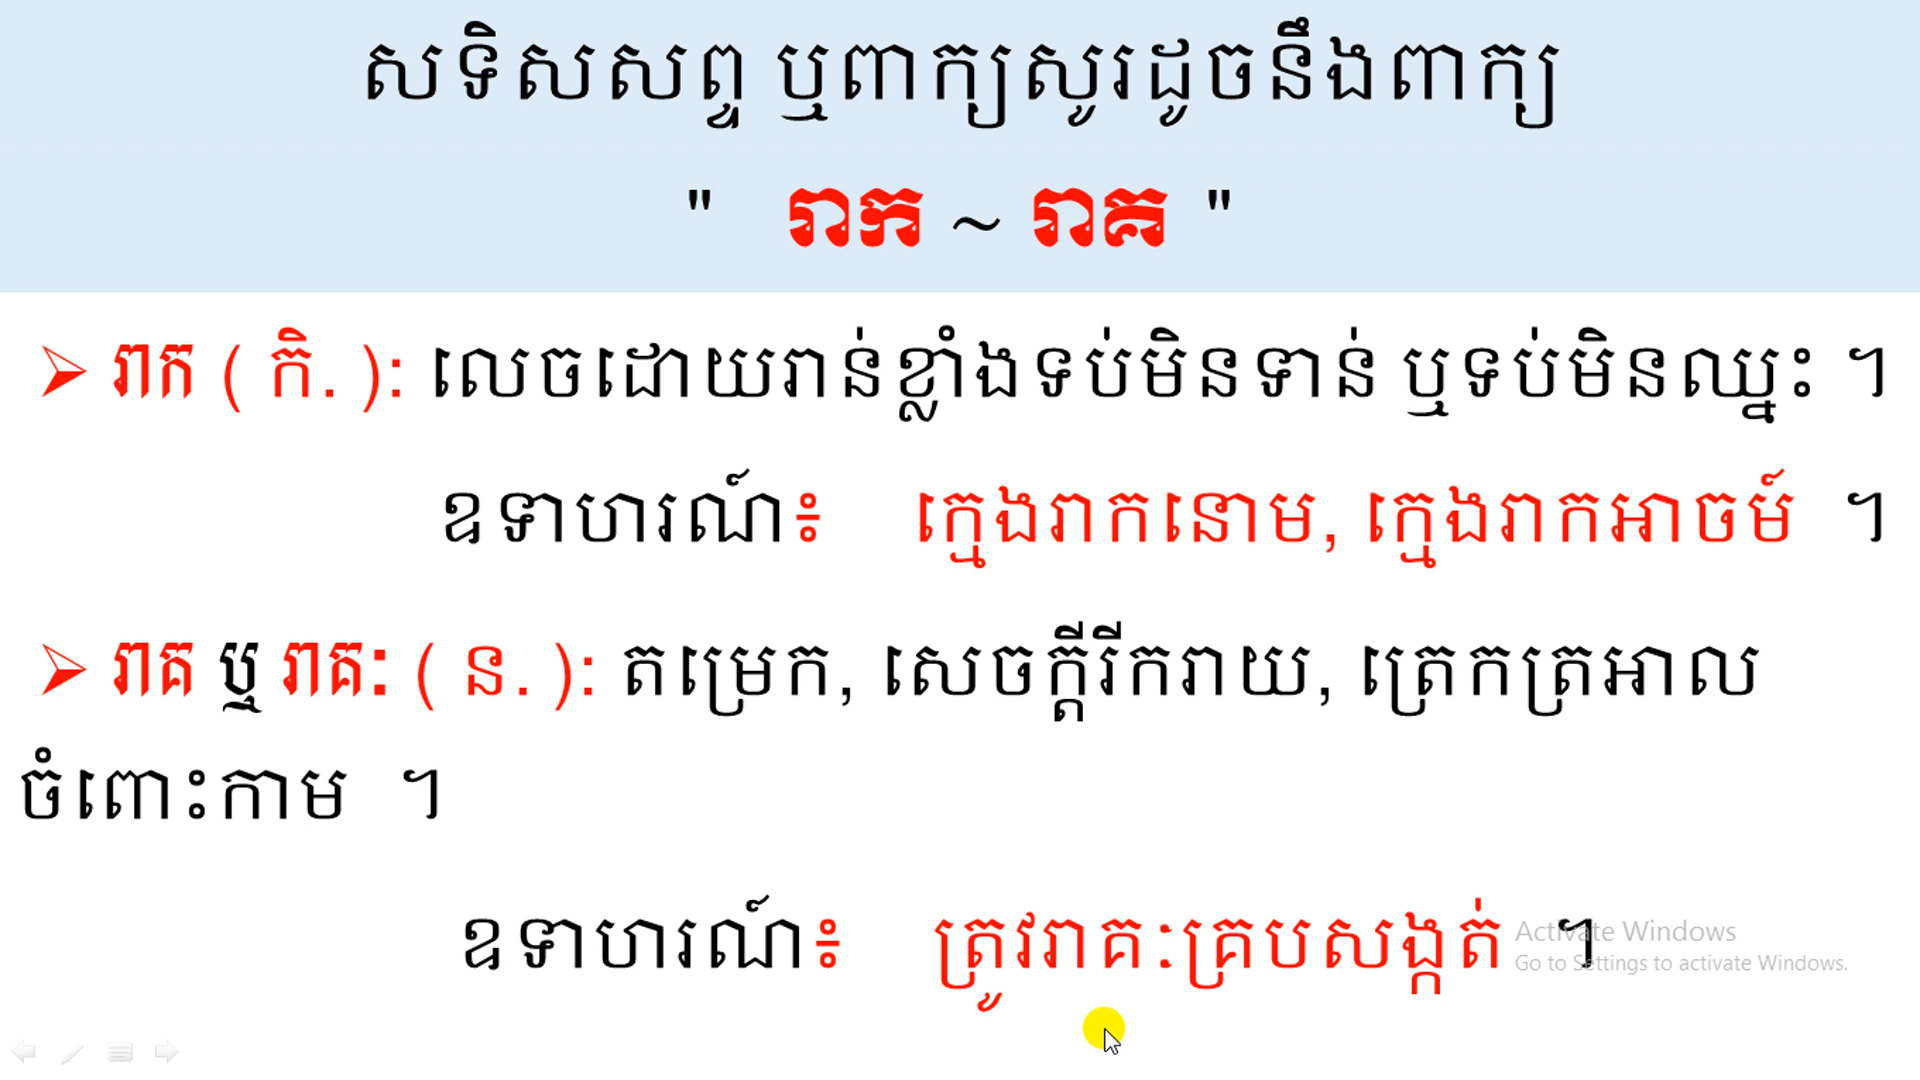 សទិសសព្ទ ឬពាក្យសូរដូចនឹងពាក្យ
" រាក ~ រាគ "
➢ រាក ( កិ. ): លេចដោយរាន់ខ្លាំងទប់មិនទាន់ ឬទប់មិនឈ្នះ ។
ឧទាហរណ៍៖ ក្មេងរាកនោម, ក្មេងរាកអាចម៍ ។
➢ រាគ ឬ រាគៈ ( ន. ): តម្រេក, សេចក្ដីរីករាយ, ត្រេកត្រអាល
ចំពោះកាម ។
ឧទាហរណ៍៖ ត្រូវរាគៈគ្របសង្កត់ ។
Activate Windows
Go to Settings to activate Windows.